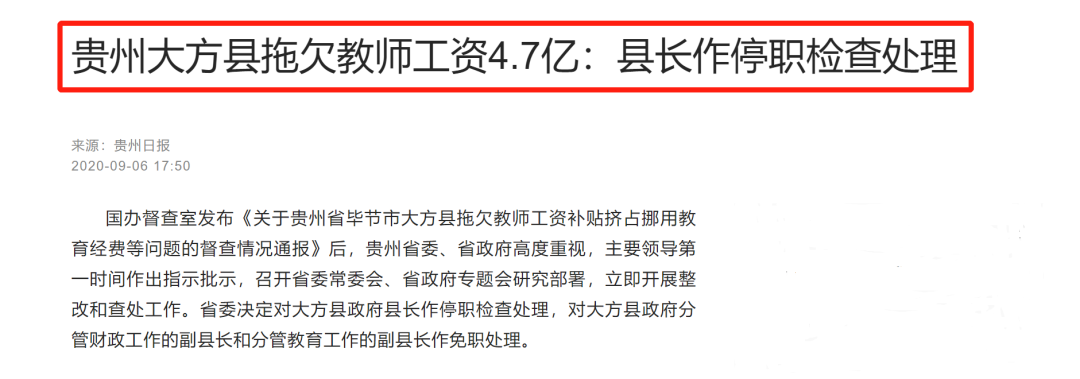 贵州大方县拖欠教师工资4.7亿：县长作停职检查处理
来源：贵州日报
2020-09-06 17:50
国办督查室发布《关于贵州省毕节市大方县拖欠教师工资补贴挤占挪用教
育经费等问题的督查情况通报》后，贵州省委、省政府高度重视，主要领导第
一时间作出指示批示，召开省委常委会、省政府专题会研究部署，立即开展整
改和查处工作。省委决定对大方县政府县长作停职检查处理，对大方县政府分
管财政工作的副县长和分管教育工作的副县长作免职处理。